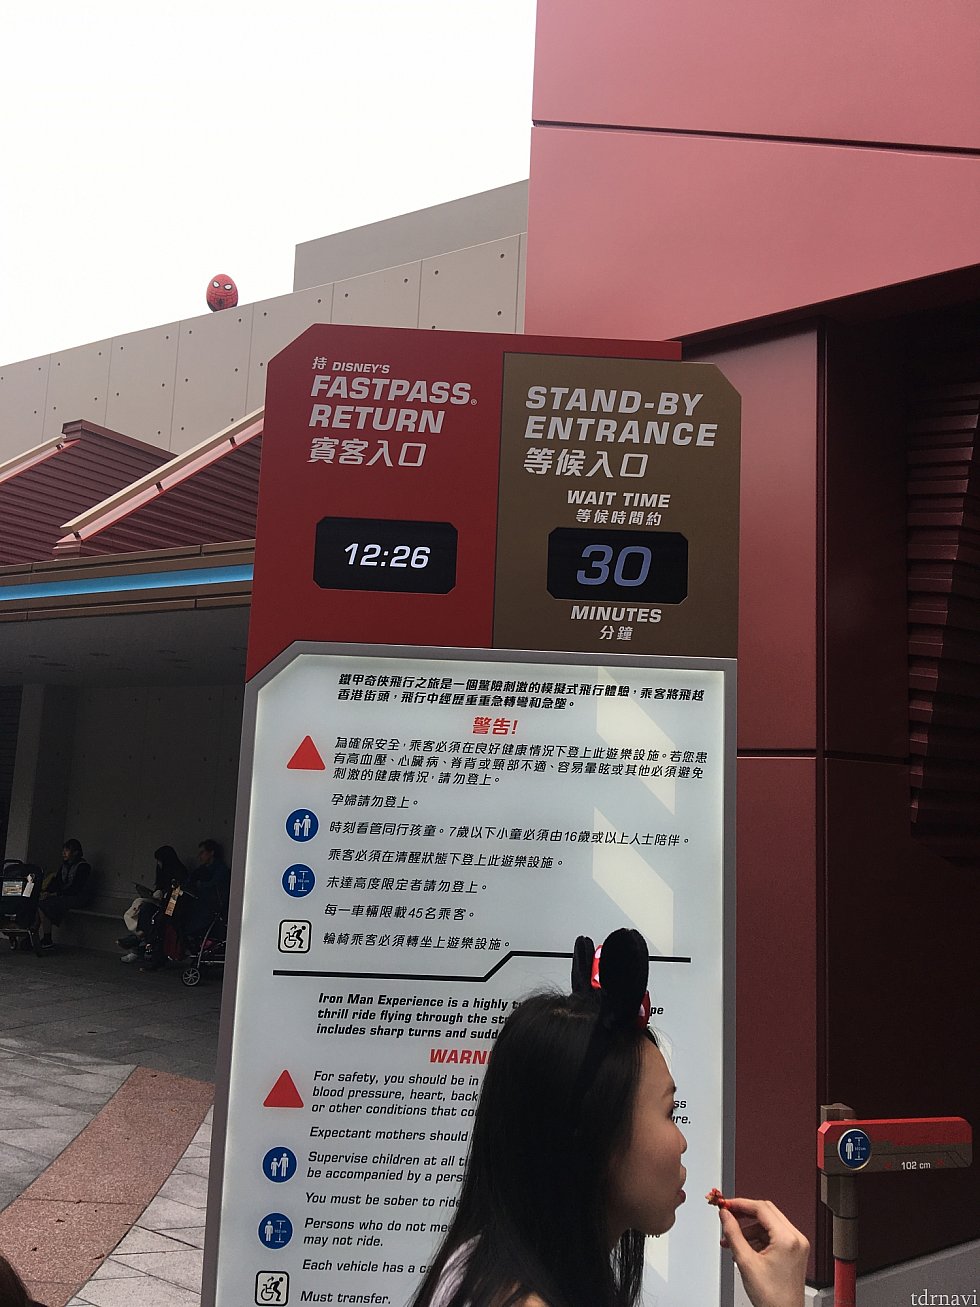 持 DISNEY'S
FASTPASS®
RETURN
賓客入口
12:26
STAND-BY
ENTRANCE
等候入口
WAIT TIME
等候時間約
30
MINUTES
分鐘
鐵甲奇俠飛行之旅是一個驚險刺激的模擬式飛行體驗，乘客將飛越
香港街頭，飛行中經歷重重急轉彎和急墜。
警告!
為確保安全，乘客必須在良好健康情況下登上此遊樂設施。若您患
有高血壓、心臟病、脊背或頸部不適、容易暈眩或其他必須避免
刺激的健康情況，請勿登上。
孕婦請勿登上。
時刻看管同行孩童。7歲以下小童必須由16歲或以上人士陪伴。
乘客必須在清醒狀態下登上此遊樂設施。
未達高度限定者請勿登上。
每一車輛限載45名乘客。
輪椅乘客必須轉坐上遊樂設施。
Iron Man Experience is a highly
thrill ride flying through the
includes sharp turns and
For safety, you should be in
blood pressure, heart, back
or other conditions that
Expectant mothers should
Supervise children at all
be accompanied by a
You must be sober to ride
Persons who do not
may not ride.
Each vehicle has a
Must transfer.
102 cm
tdrnavi